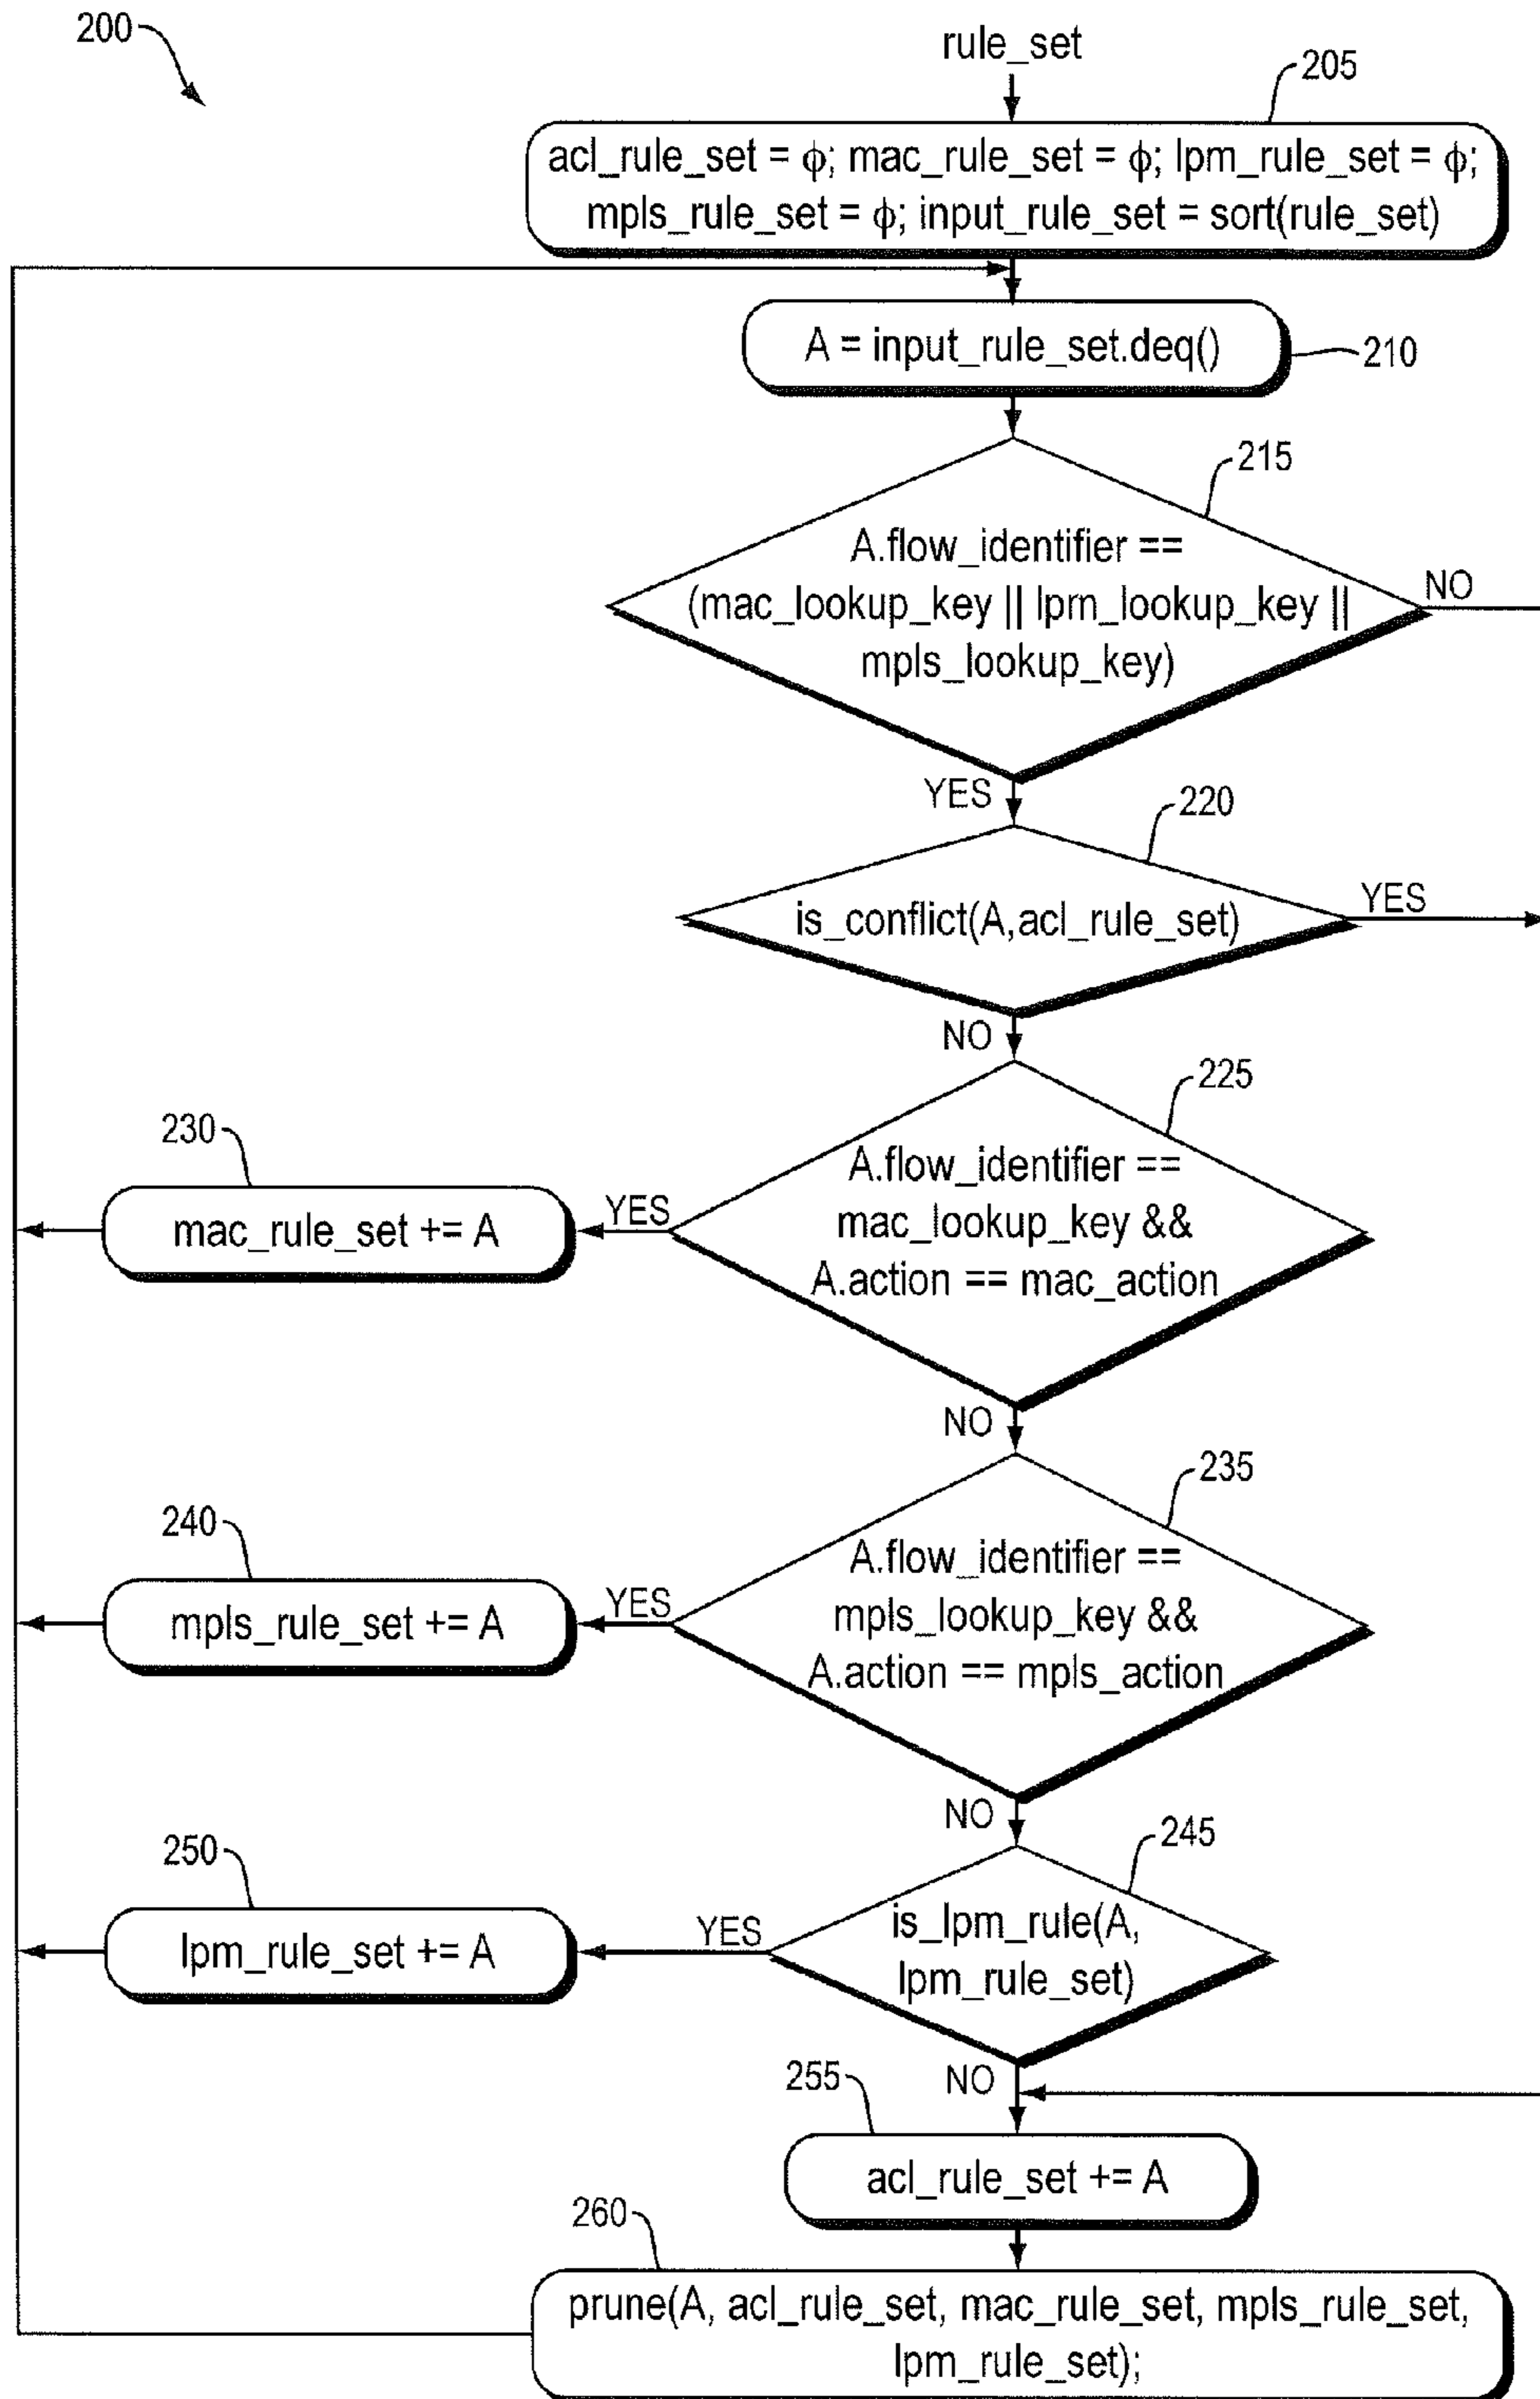 200
rule_set
205
acl_rule_set = ϕ; mac_rule_set = ϕ; lpm_rule_set = ϕ;
mpls_rule_set = ϕ; input_rule_set = sort(rule_set)
A = input_rule_set.deq()
210
215
A.flow_identifier ==
(mac_lookup_key || lpm_lookup_key ||
mpls_lookup_key)
NO
YES
220
is_conflict(A,acl_rule_set)
YES
NO
225
A.flow_identifier ==
mac_lookup_key &&
A.action == mac_action
YES
230
mac_rule_set += A
NO
235
A.flow_identifier ==
mpls_lookup_key &&
A.action == mpls_action
YES
240
mpls_rule_set += A
NO
245
is_lpm_rule(A,
lpm_rule_set)
YES
250
lpm_rule_set += A
NO
255
acl_rule_set += A
260
prune(A, acl_rule_set, mac_rule_set, mpls_rule_set,
lpm_rule_set);